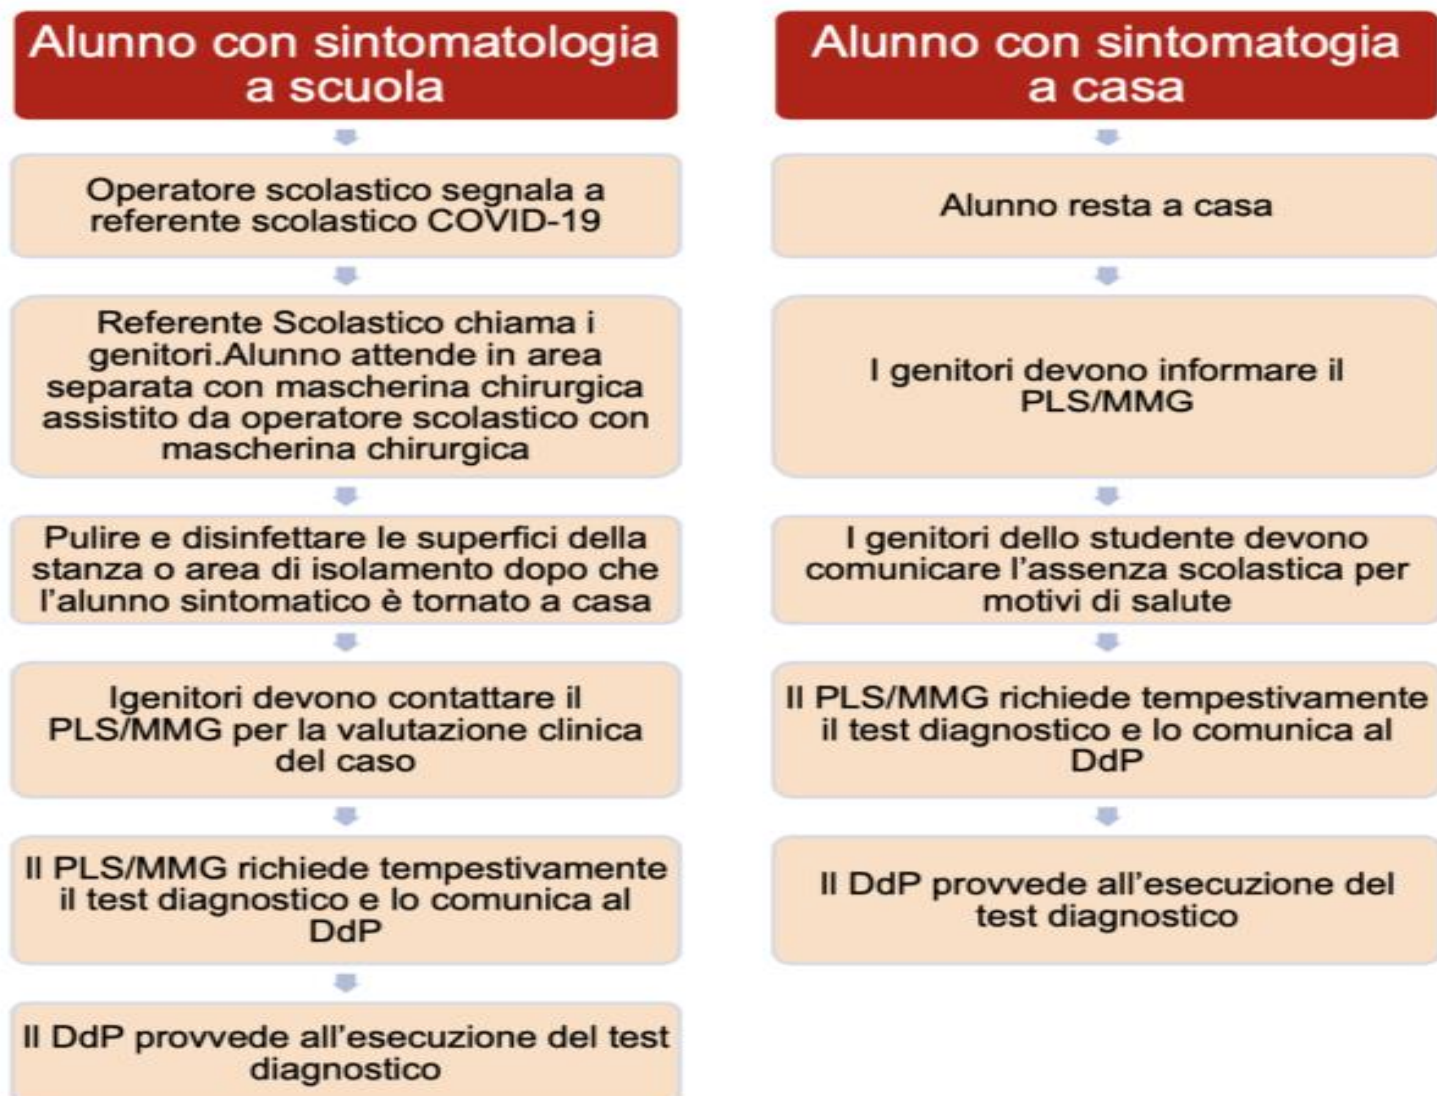 Alunno con sintomatologia
a scuola
Operatore scolastico segnala a
referente scolastico COVID-19
Referente Scolastico chiama i
genitori.Alunno attende in area
separata con mascherina chirurgica
assistito da operatore scolastico con
mascherina chirurgica
Pulire e disinfettare le superfici della
stanza o area di isolamento dopo che
l'alunno sintomatico è tornato a casa
Igenitori devono contattare il
PLS/MMG per la valutazione clinica
del caso
Il PLS/MMG richiede tempestivamente
il test diagnostico e lo comunica al
DdP
Il DdP provvede all'esecuzione del test
diagnostico
Alunno con sintomatogia
a casa
Alunno resta a casa
I genitori devono informare il
PLS/MMG
I genitori dello studente devono
comunicare l'assenza scolastica per
motivi di salute
Il PLS/MMG richiede tempestivamente
il test diagnostico e lo comunica al
DdP
Il DdP provvede all'esecuzione del
test diagnostico